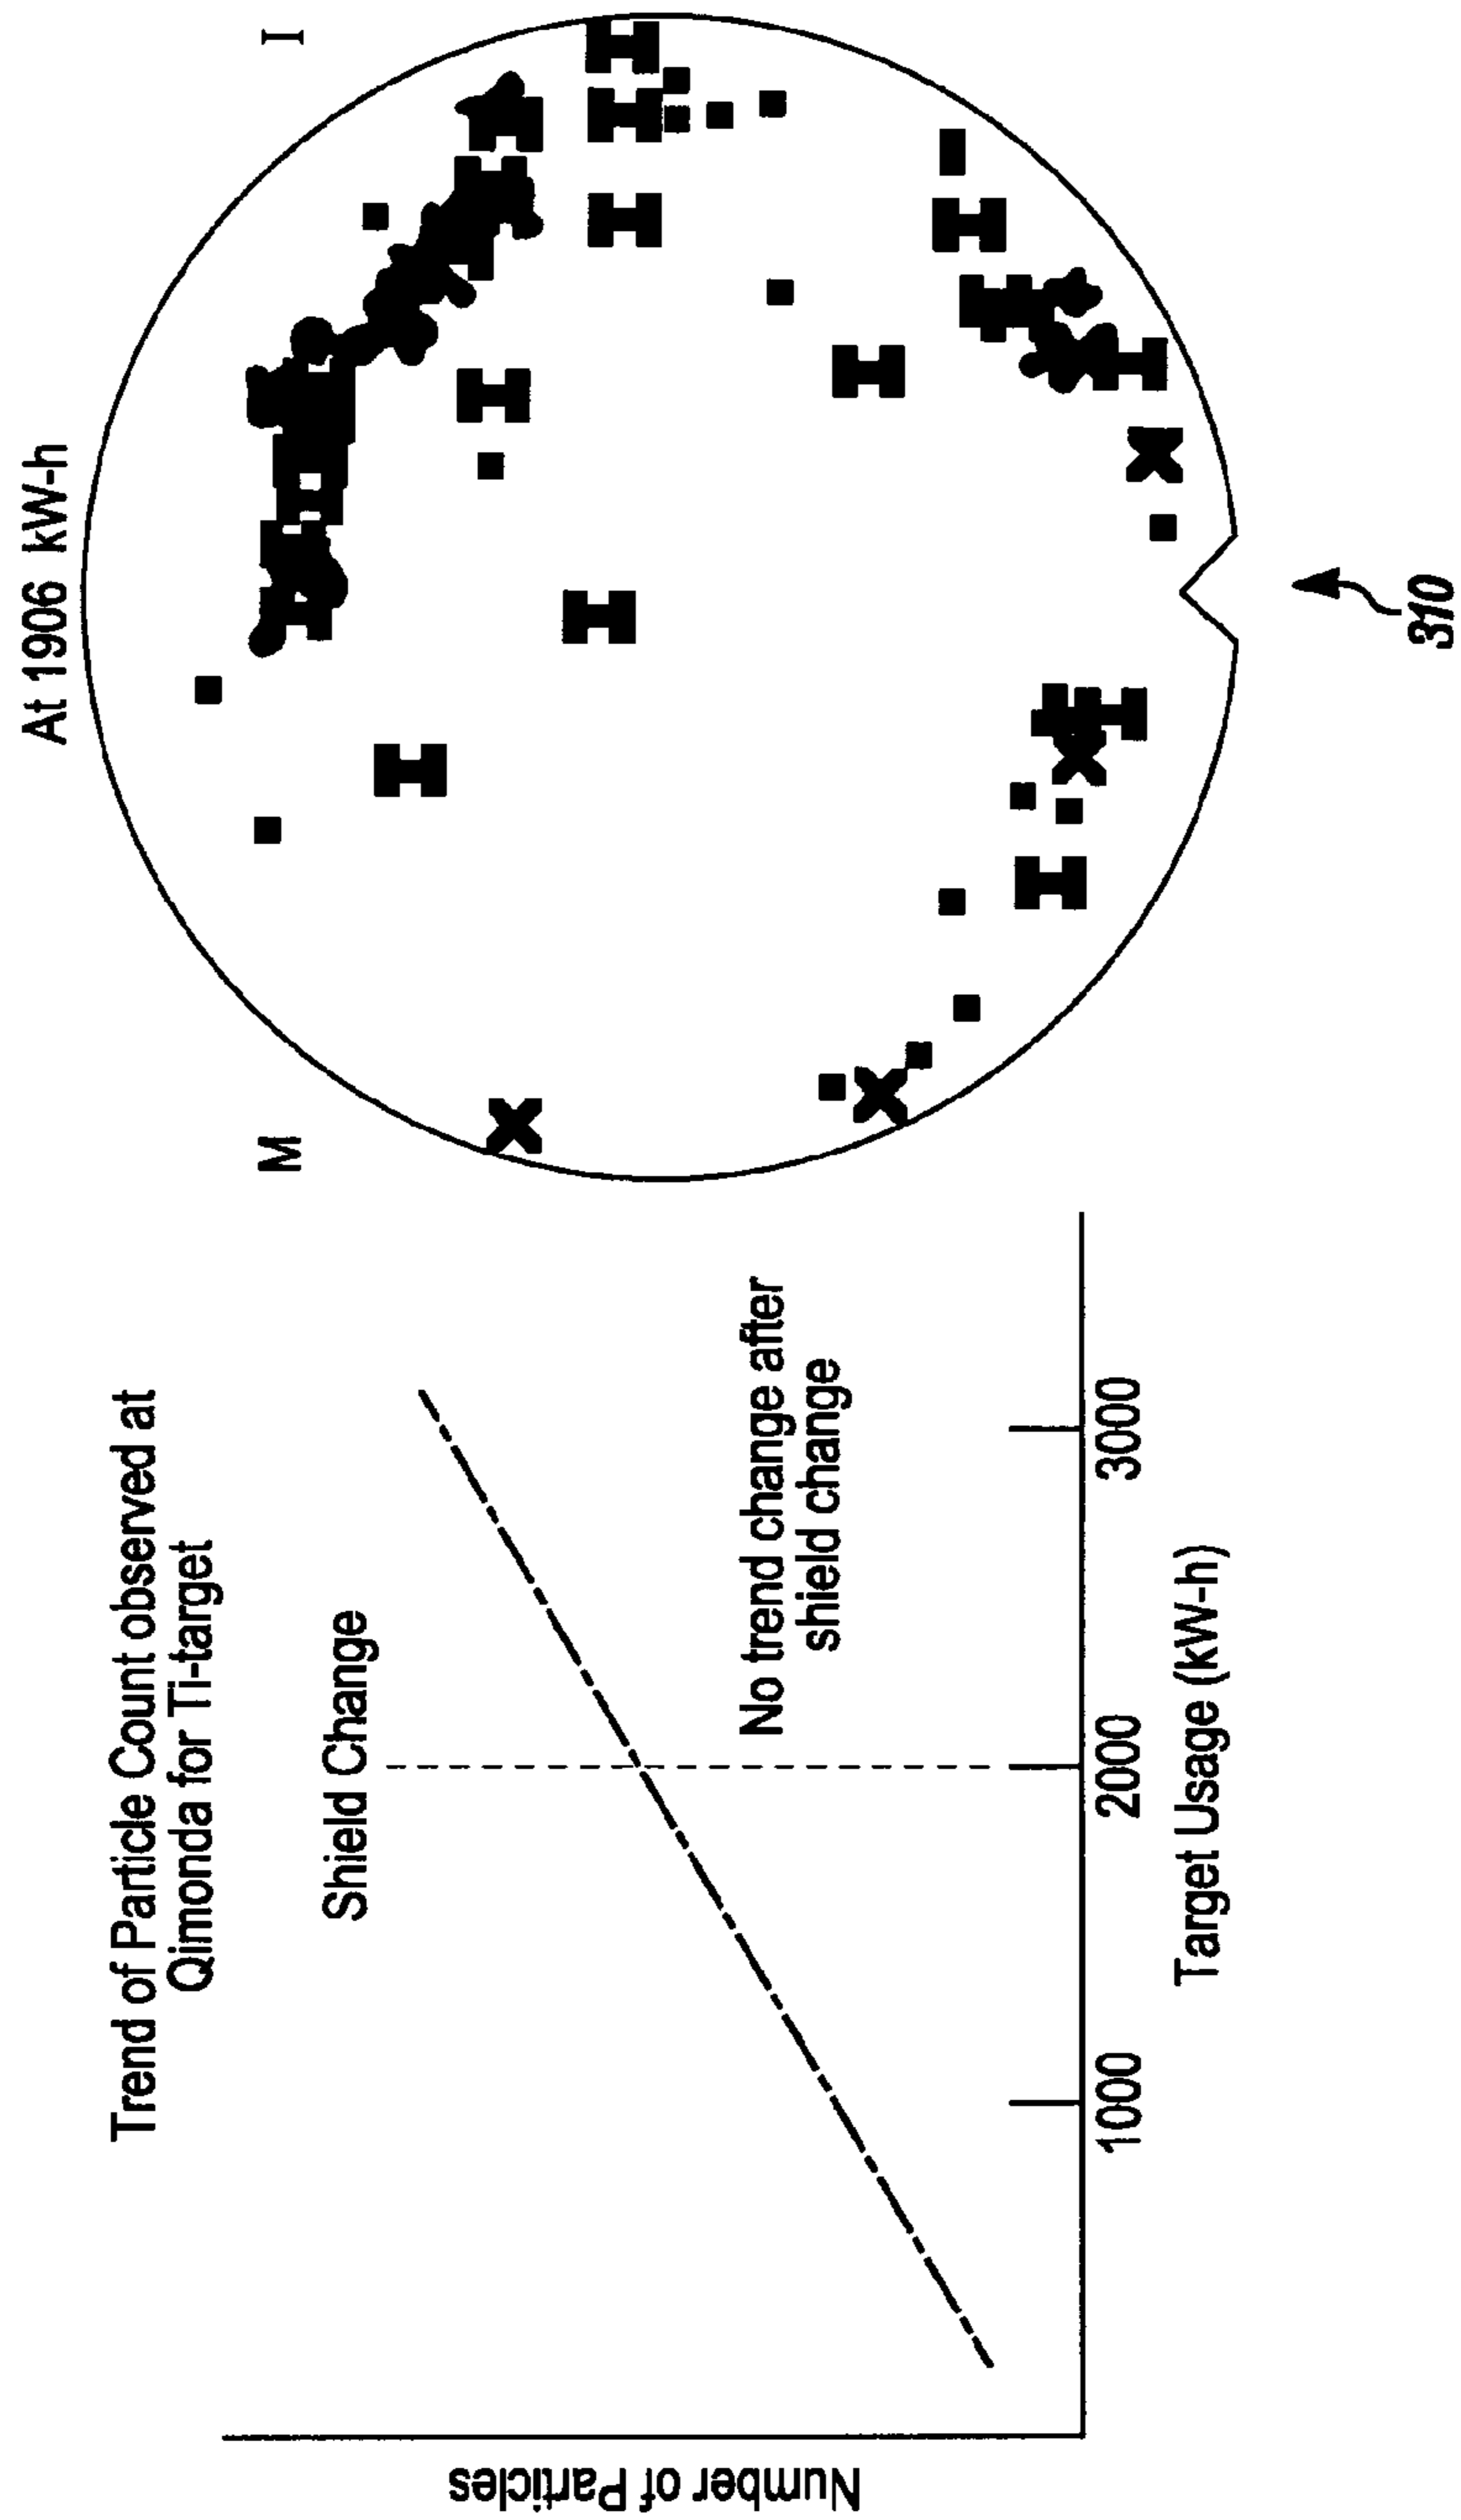 Trend of Particle Count observed at
Qimonda for Ti-target
Shield Change
No trend change after
shield change
Number of Particles
1000
2000
3000
Target Usage (kW-h)
At 1906 kW-h
M
I
310